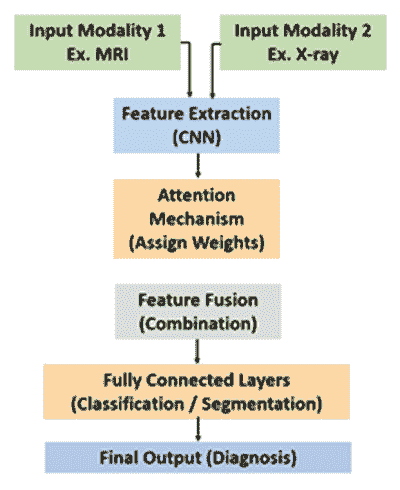 Input Modality 1
Ex. MRI
Input Modality 2
Ex. X-ray
Feature Extraction
(CNN)
Attention
Mechanism
(Assign Weights)
Feature Fusion
(Combination)
Fully Connected Layers
(Classification / Segmentation)
Final Output (Diagnosis)